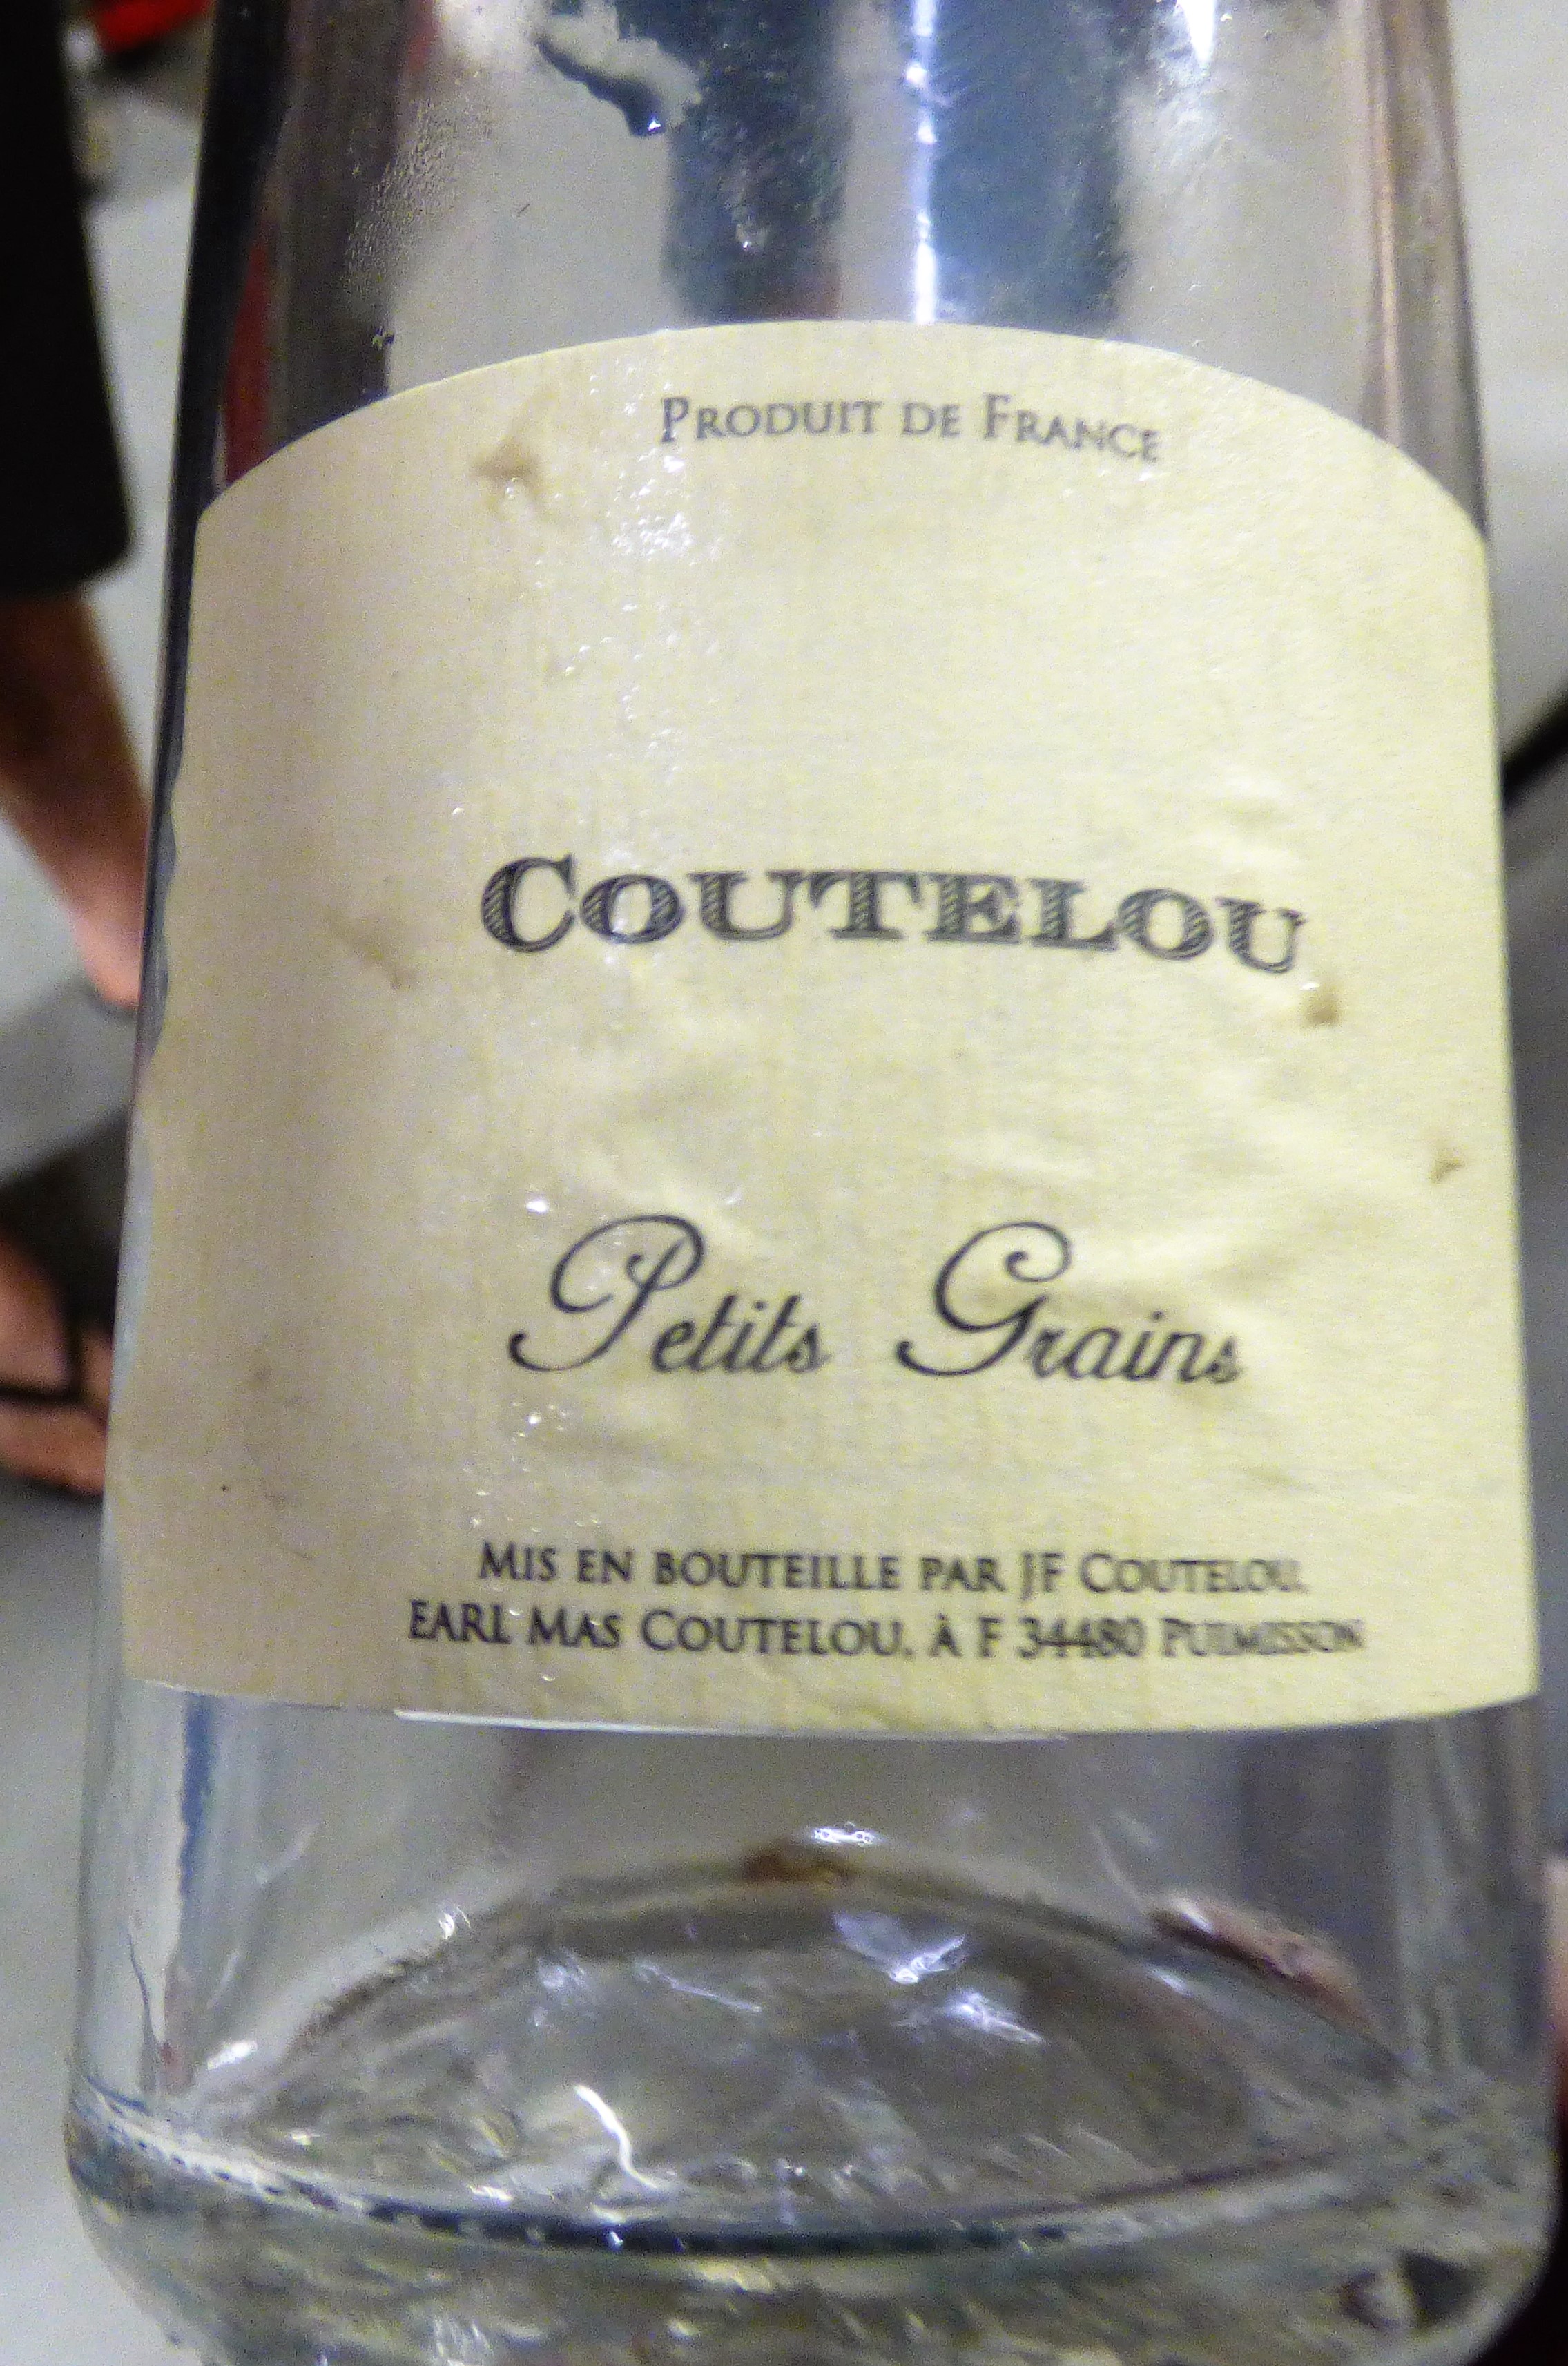 PRODUIT DE FRANCE
COUTELOU
Petits Grains
MIS EN BOUTEILLE PAR JF COUTELOU,
EARL MAS COUTELOU, À F 34480 PUIMISSON